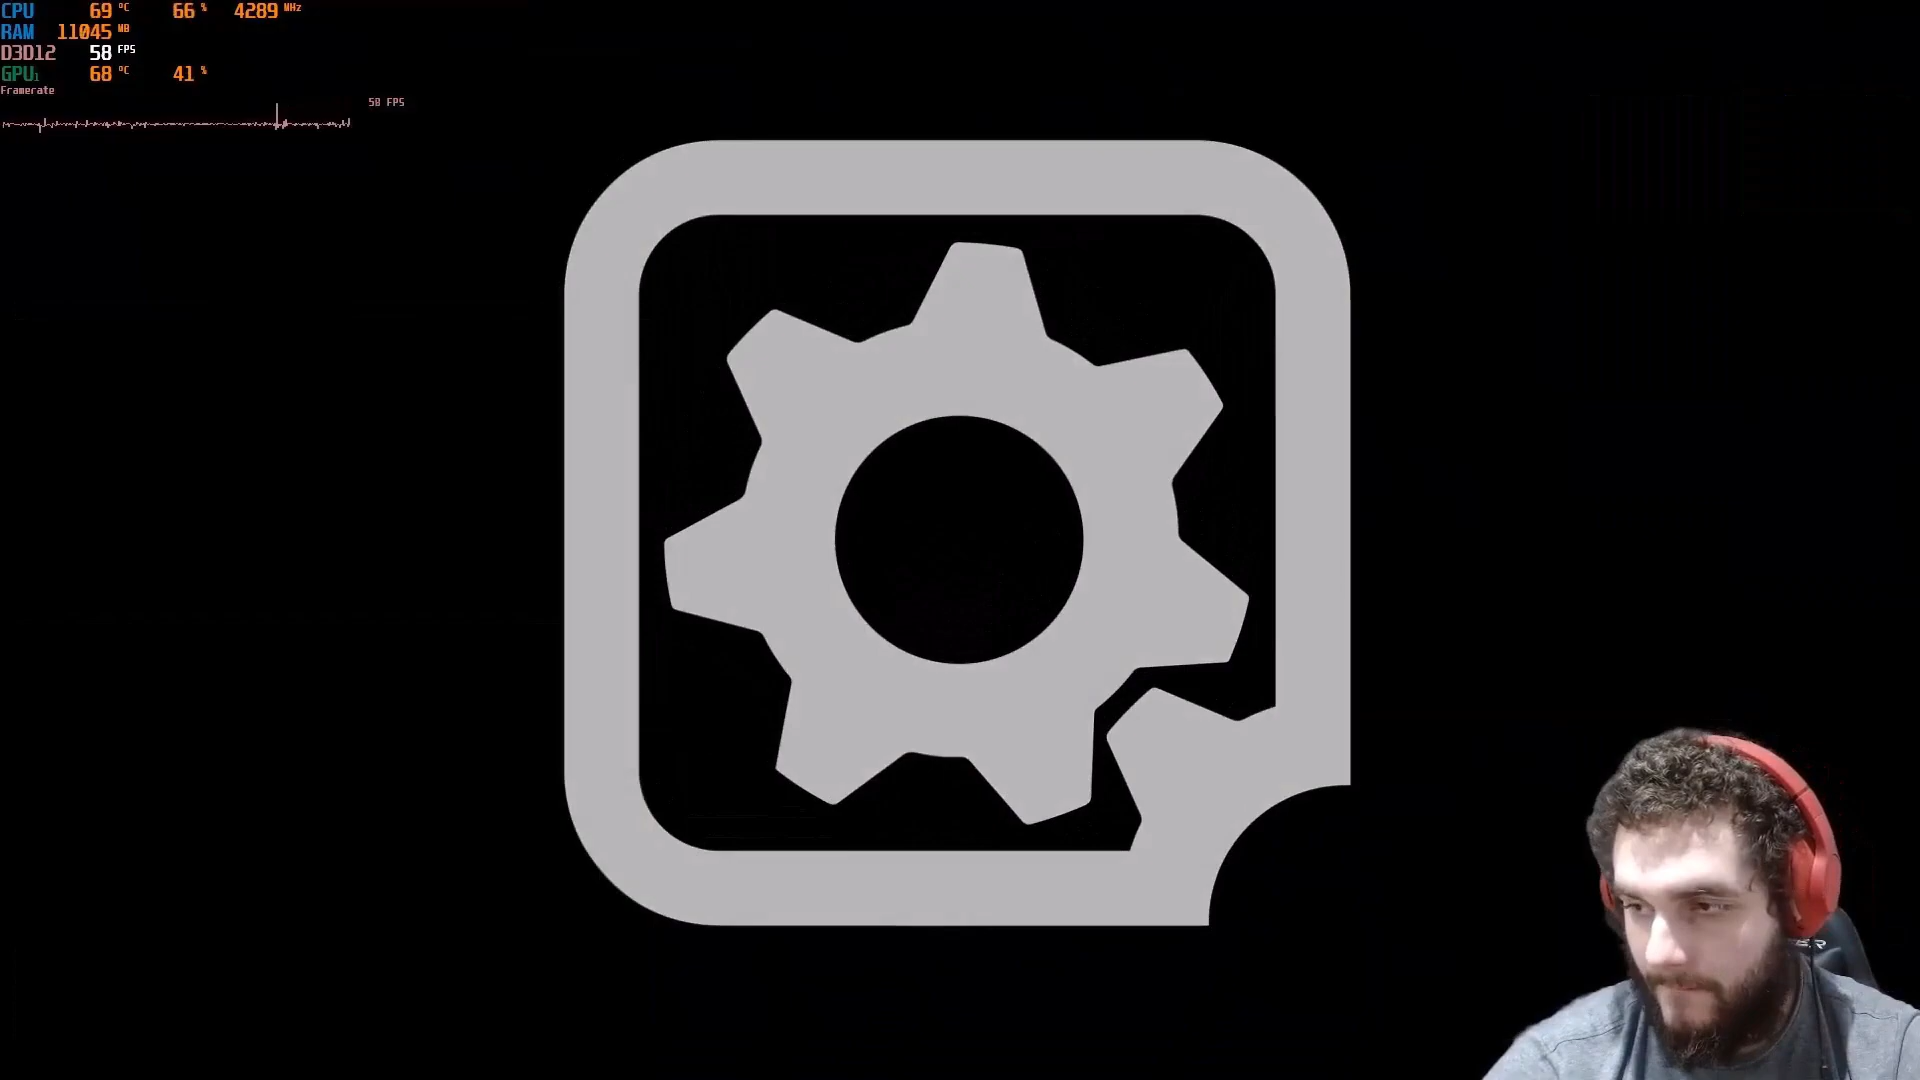 CPU 69 °C 66 % 4289 MHz
RAM 11045 MB
D3D12 58 FPS
GPU1 68 °C 41 %
Framerate
58 FPS